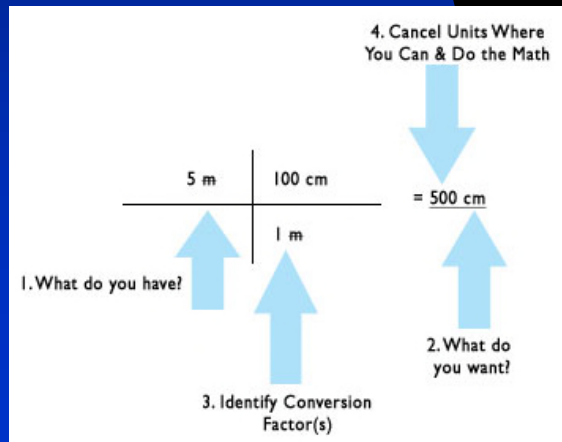 4. Cancel Units Where
You Can & Do the Math
5 m
100 cm
= 500 cm
1 m
1. What do you have?
2. What do
you want?
3. Identify Conversion
Factor(s)